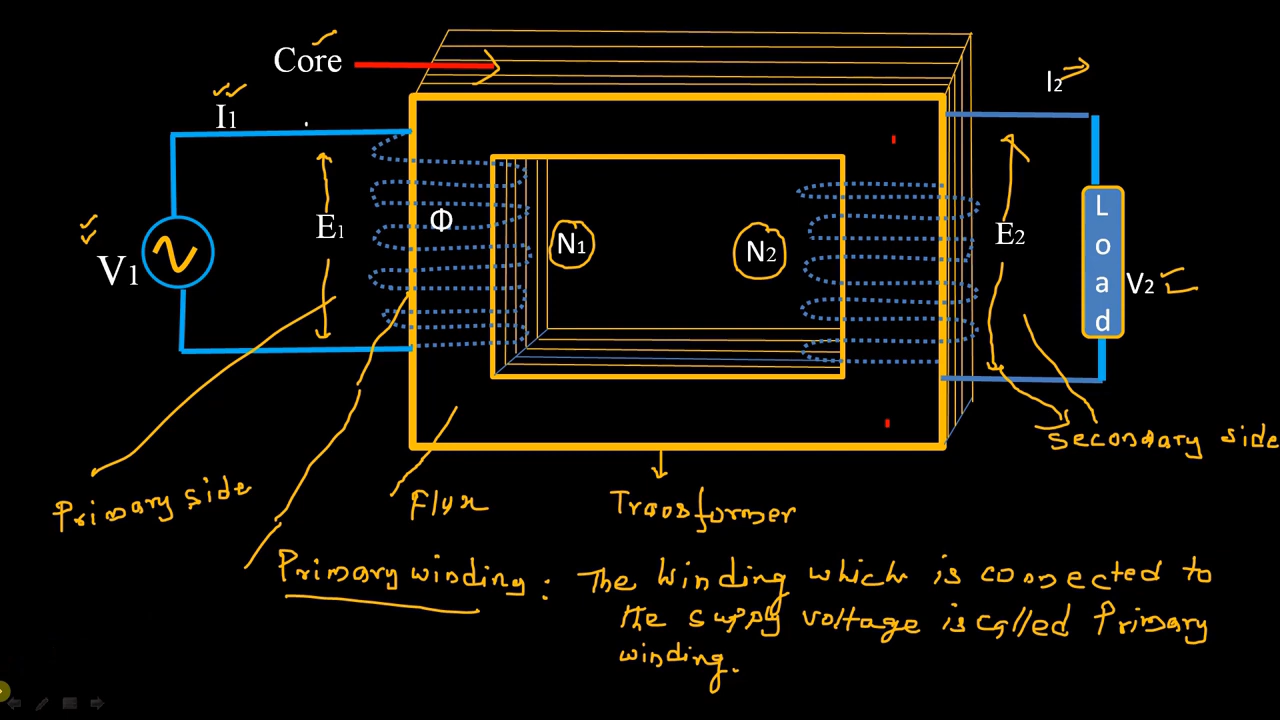 Core
I1
I2
E1
Φ
N1
N2
E2
V1
Load
V2
Secondary side
Primary side
Flux
Transformer
Primary winding : The winding which is connected to
the supply voltage is called Primary
winding.